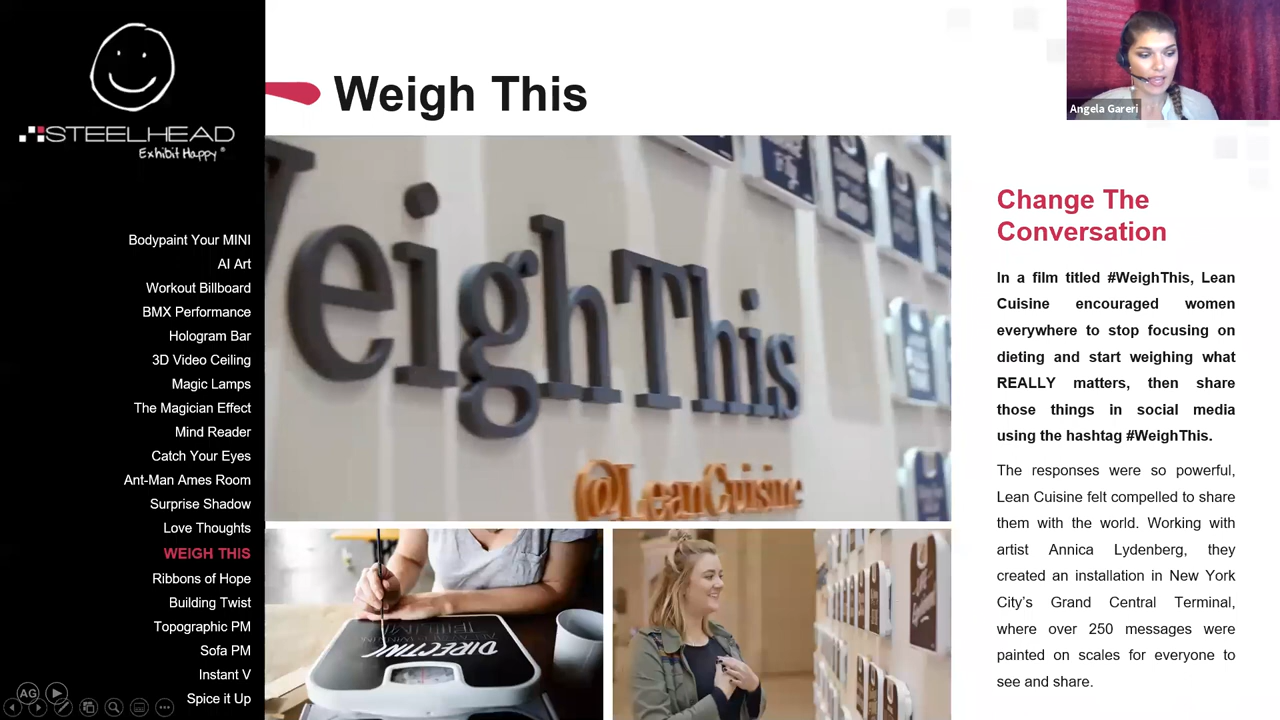 STEELHEAD
Exhibit Happy®
Bodypaint Your MINI
AI Art
Workout Billboard
BMX Performance
Hologram Bar
3D Video Ceiling
Magic Lamps
The Magician Effect
Mind Reader
Catch Your Eyes
Ant-Man Ames Room
Surprise Shadow
Love Thoughts
WEIGH THIS
Ribbons of Hope
Building Twist
Topographic PM
Sofa PM
Instant V
Spice it Up
AG
Weigh This
WeighThis
@LeanCuisine
Angela Gareri
Change The
Conversation
In a film titled #WeighThis, Lean
Cuisine encouraged women
everywhere to stop focusing on
dieting and start weighing what
REALLY matters, then share
those things in social media
using the hashtag #WeighThis.
The responses were so powerful,
Lean Cuisine felt compelled to share
them with the world. Working with
artist Annica Lydenberg, they
created an installation in New York
City's Grand Central Terminal,
where over 250 messages were
painted on scales for everyone to
see and share.